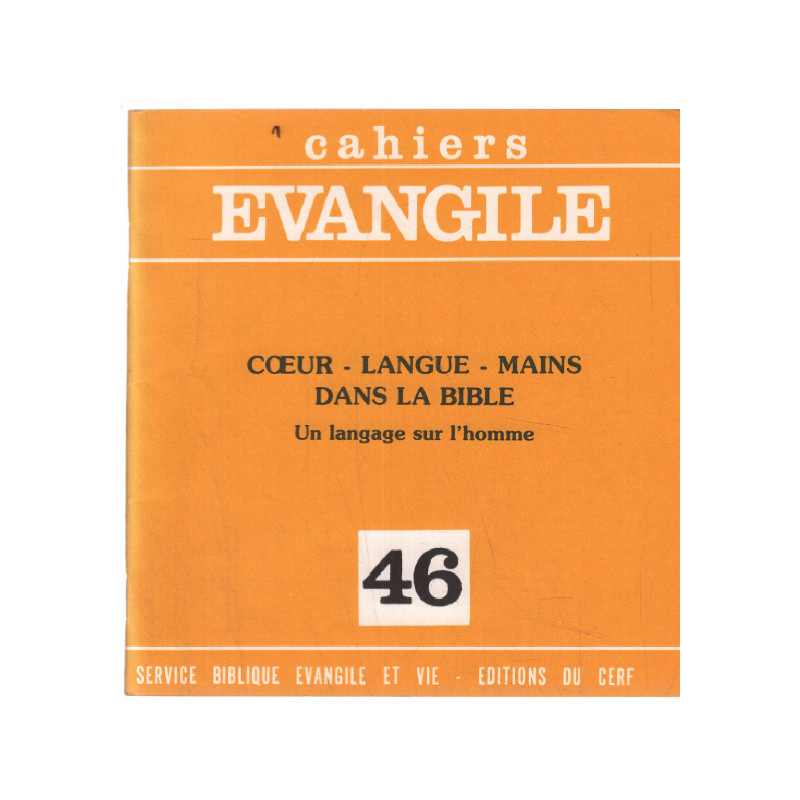 cahiers
EVANGILE
CŒUR - LANGUE - MAINS
DANS LA BIBLE
Un langage sur l'homme
46
SERVICE BIBLIQUE EVANGILE ET VIE - EDITIONS DU CERF